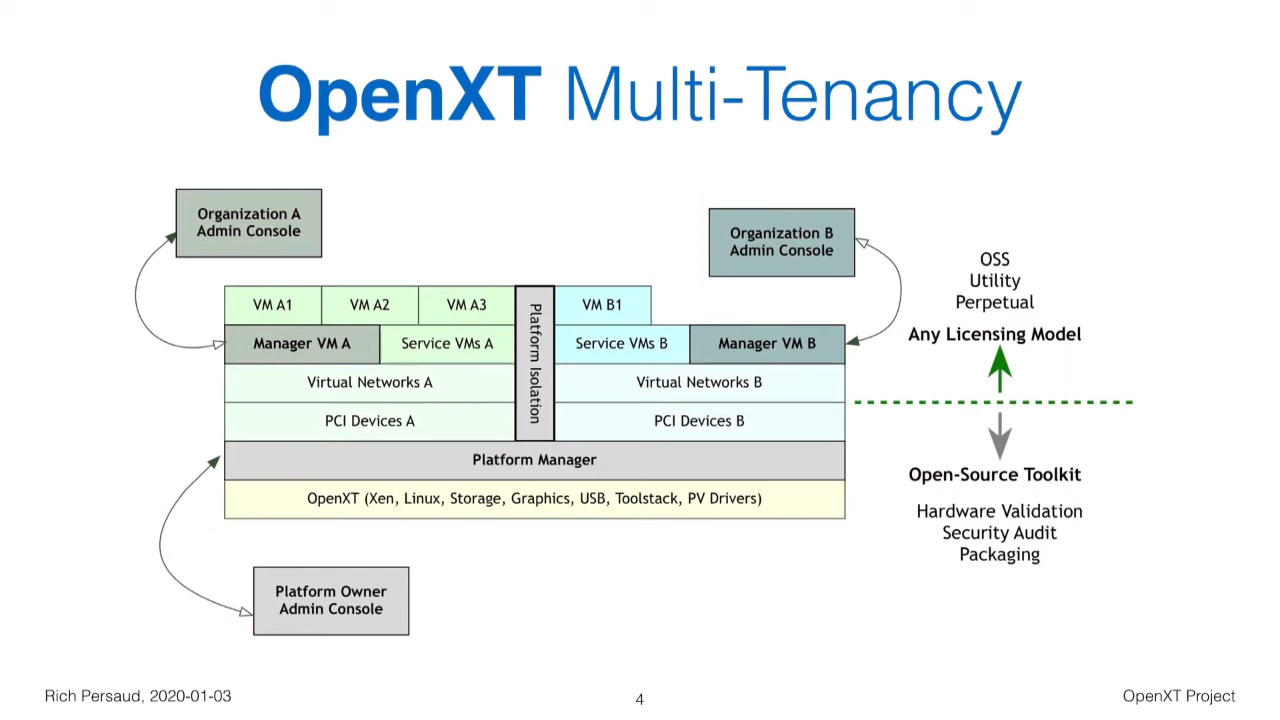 OpenXT Multi-Tenancy
Organization A
Admin Console
Organization B
Admin Console
OSS
Utility
Perpetual
Any Licensing Model
VM A1
VM A2
VM A3
Platform Isolation
VM B1
Manager VM A
Service VMs A
Service VMs B
Manager VM B
Virtual Networks A
Virtual Networks B
PCI Devices A
PCI Devices B
Platform Manager
OpenXT (Xen, Linux, Storage, Graphics, USB, Toolstack, PV Drivers)
Open-Source Toolkit
Hardware Validation
Security Audit
Packaging
Platform Owner
Admin Console
Rich Persaud, 2020-01-03
4
OpenXT Project